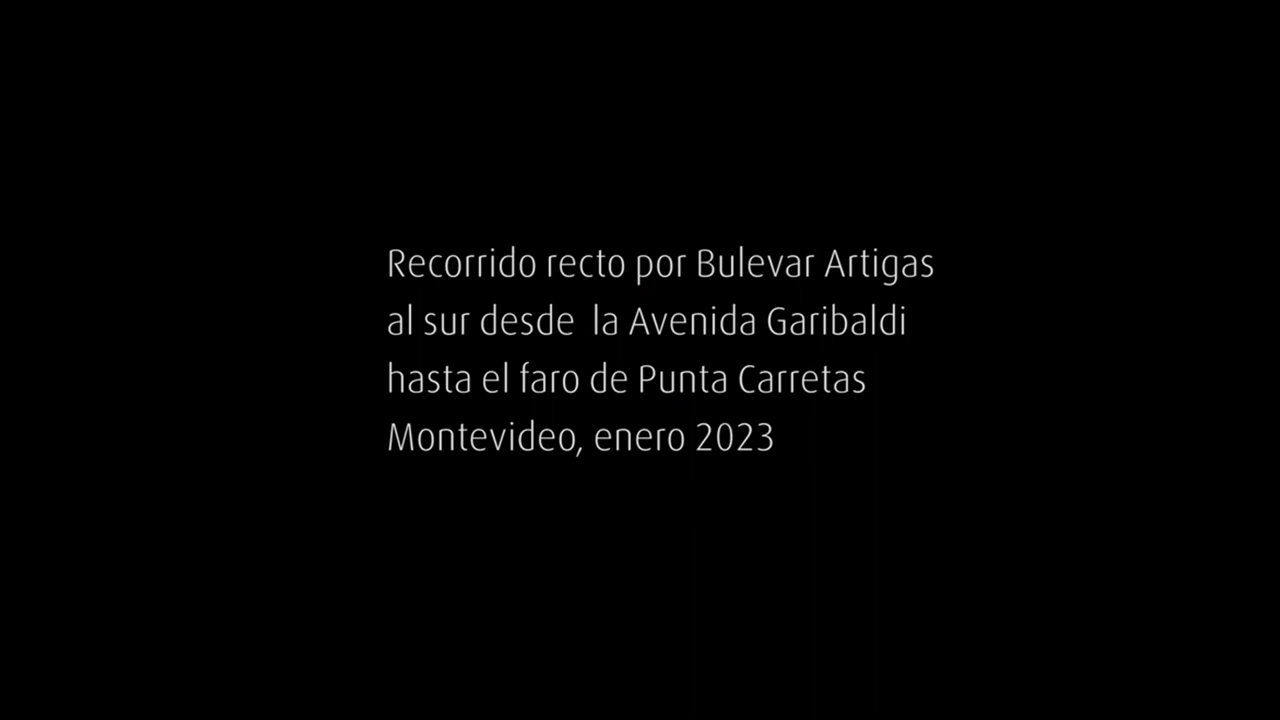 Recorrido recto por Bulevar Artigas
al sur desde  la Avenida Garibaldi
hasta el faro de Punta Carretas
Montevideo, enero 2023